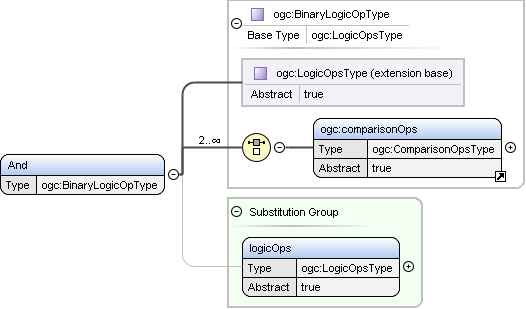 ogc:BinaryLogicOpType
Base Type ogc:LogicOpsType
ogc:LogicOpsType (extension base)
Abstract true
2..∞
ogc:comparisonOps
Type ogc:ComparisonOpsType
Abstract true
And
Type ogc:BinaryLogicOpType
Substitution Group
logicOps
Type ogc:LogicOpsType
Abstract true